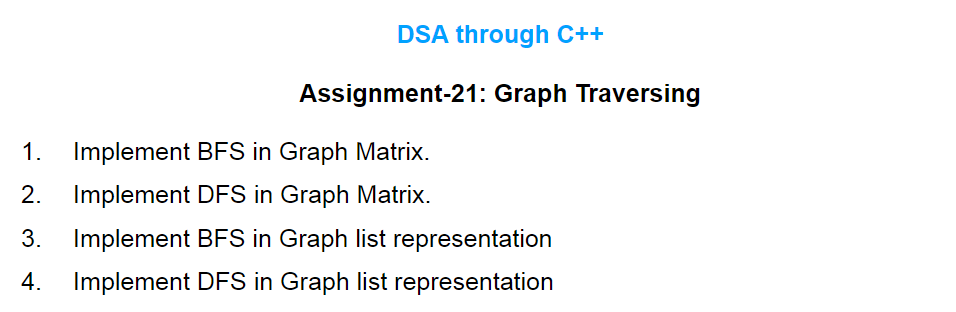 DSA through C++
Assignment-21: Graph Traversing
1. Implement BFS in Graph Matrix.
2. Implement DFS in Graph Matrix.
3. Implement BFS in Graph list representation
4. Implement DFS in Graph list representation